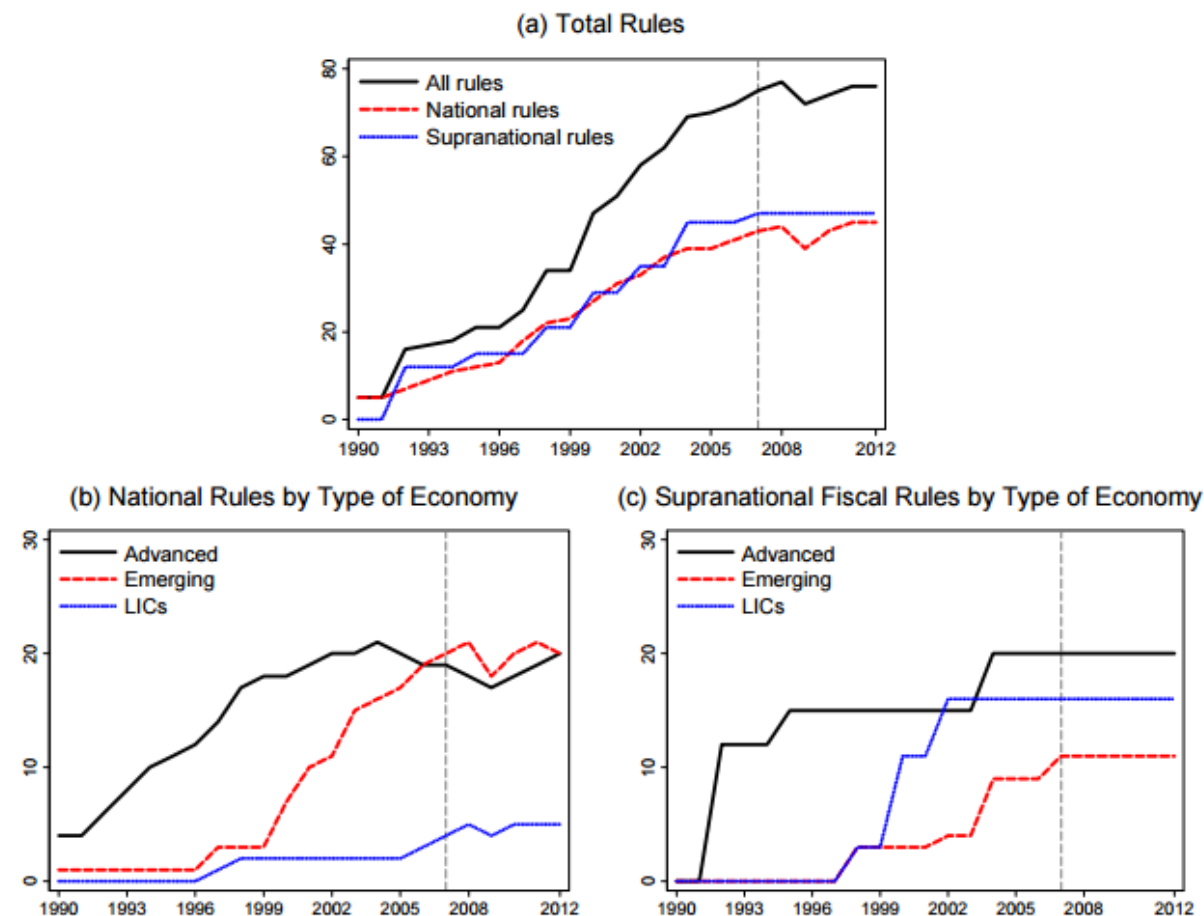 (a) Total Rules
All rules
National rules
Supranational rules
80
60
40
20
0
1990 1993 1996 1999 2002 2005 2008 2012
(b) National Rules by Type of Economy
Advanced
Emerging
LICs
30
20
10
0
1990 1993 1996 1999 2002 2005 2008 2012
(c) Supranational Fiscal Rules by Type of Economy
Advanced
Emerging
LICs
30
20
10
0
1990 1993 1996 1999 2002 2005 2008 2012